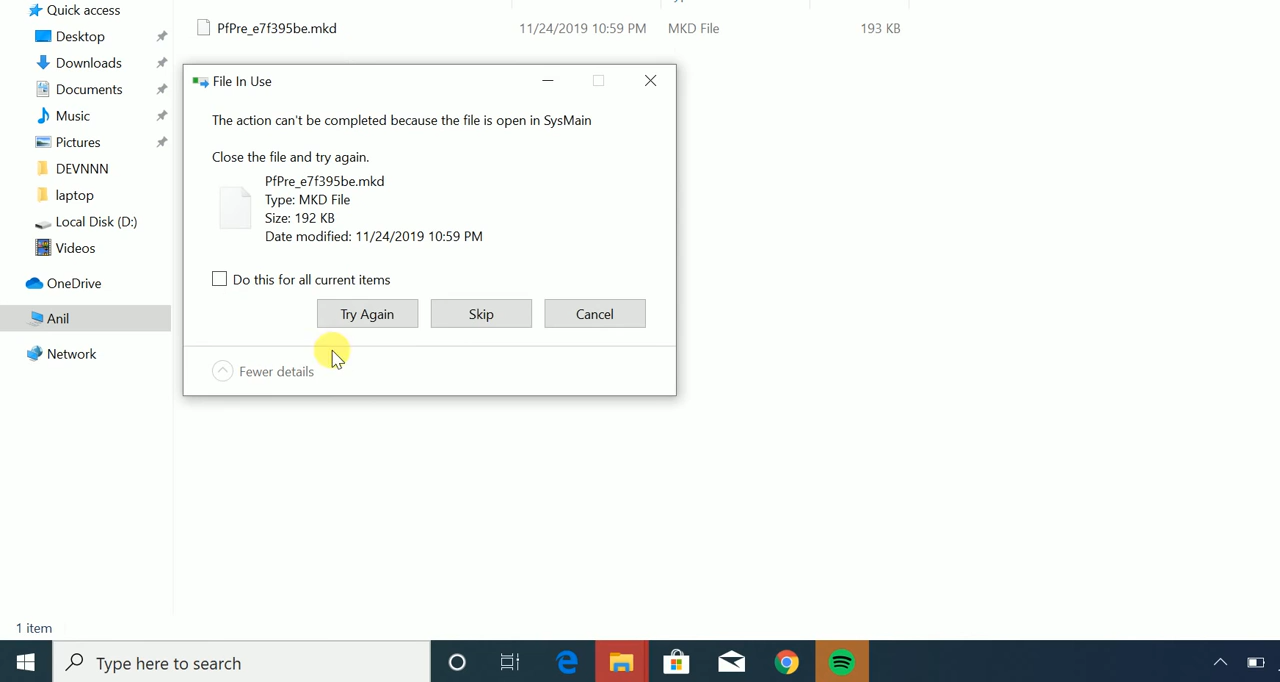 Quick access
PfPre_e7f395be.mkd 11/24/2019 10:59 PM MKD File 193 KB
Desktop
Downloads
Documents
Music
Pictures
DEVNNN
laptop
Local Disk (D:)
Videos
OneDrive
Anil
Network
File In Use
The action can't be completed because the file is open in SysMain
Close the file and try again.
PfPre_e7f395be.mkd
Type: MKD File
Size: 192 KB
Date modified: 11/24/2019 10:59 PM
Do this for all current items
Try Again Skip Cancel
Fewer details
1 item
Type here to search